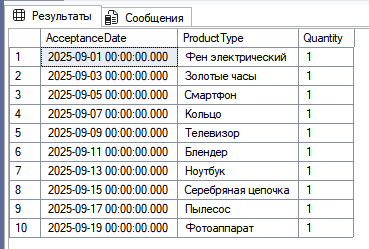 Результаты Сообщения
AcceptanceDate ProductType Quantity
1 2025-09-01 00:00:00.000 Фен электрический 1
2 2025-09-03 00:00:00.000 Золотые часы 1
3 2025-09-05 00:00:00.000 Смартфон 1
4 2025-09-07 00:00:00.000 Кольцо 1
5 2025-09-09 00:00:00.000 Телевизор 1
6 2025-09-11 00:00:00.000 Блендер 1
7 2025-09-13 00:00:00.000 Ноутбук 1
8 2025-09-15 00:00:00.000 Серебряная цепочка 1
9 2025-09-17 00:00:00.000 Пылесос 1
10 2025-09-19 00:00:00.000 Фотоаппарат 1